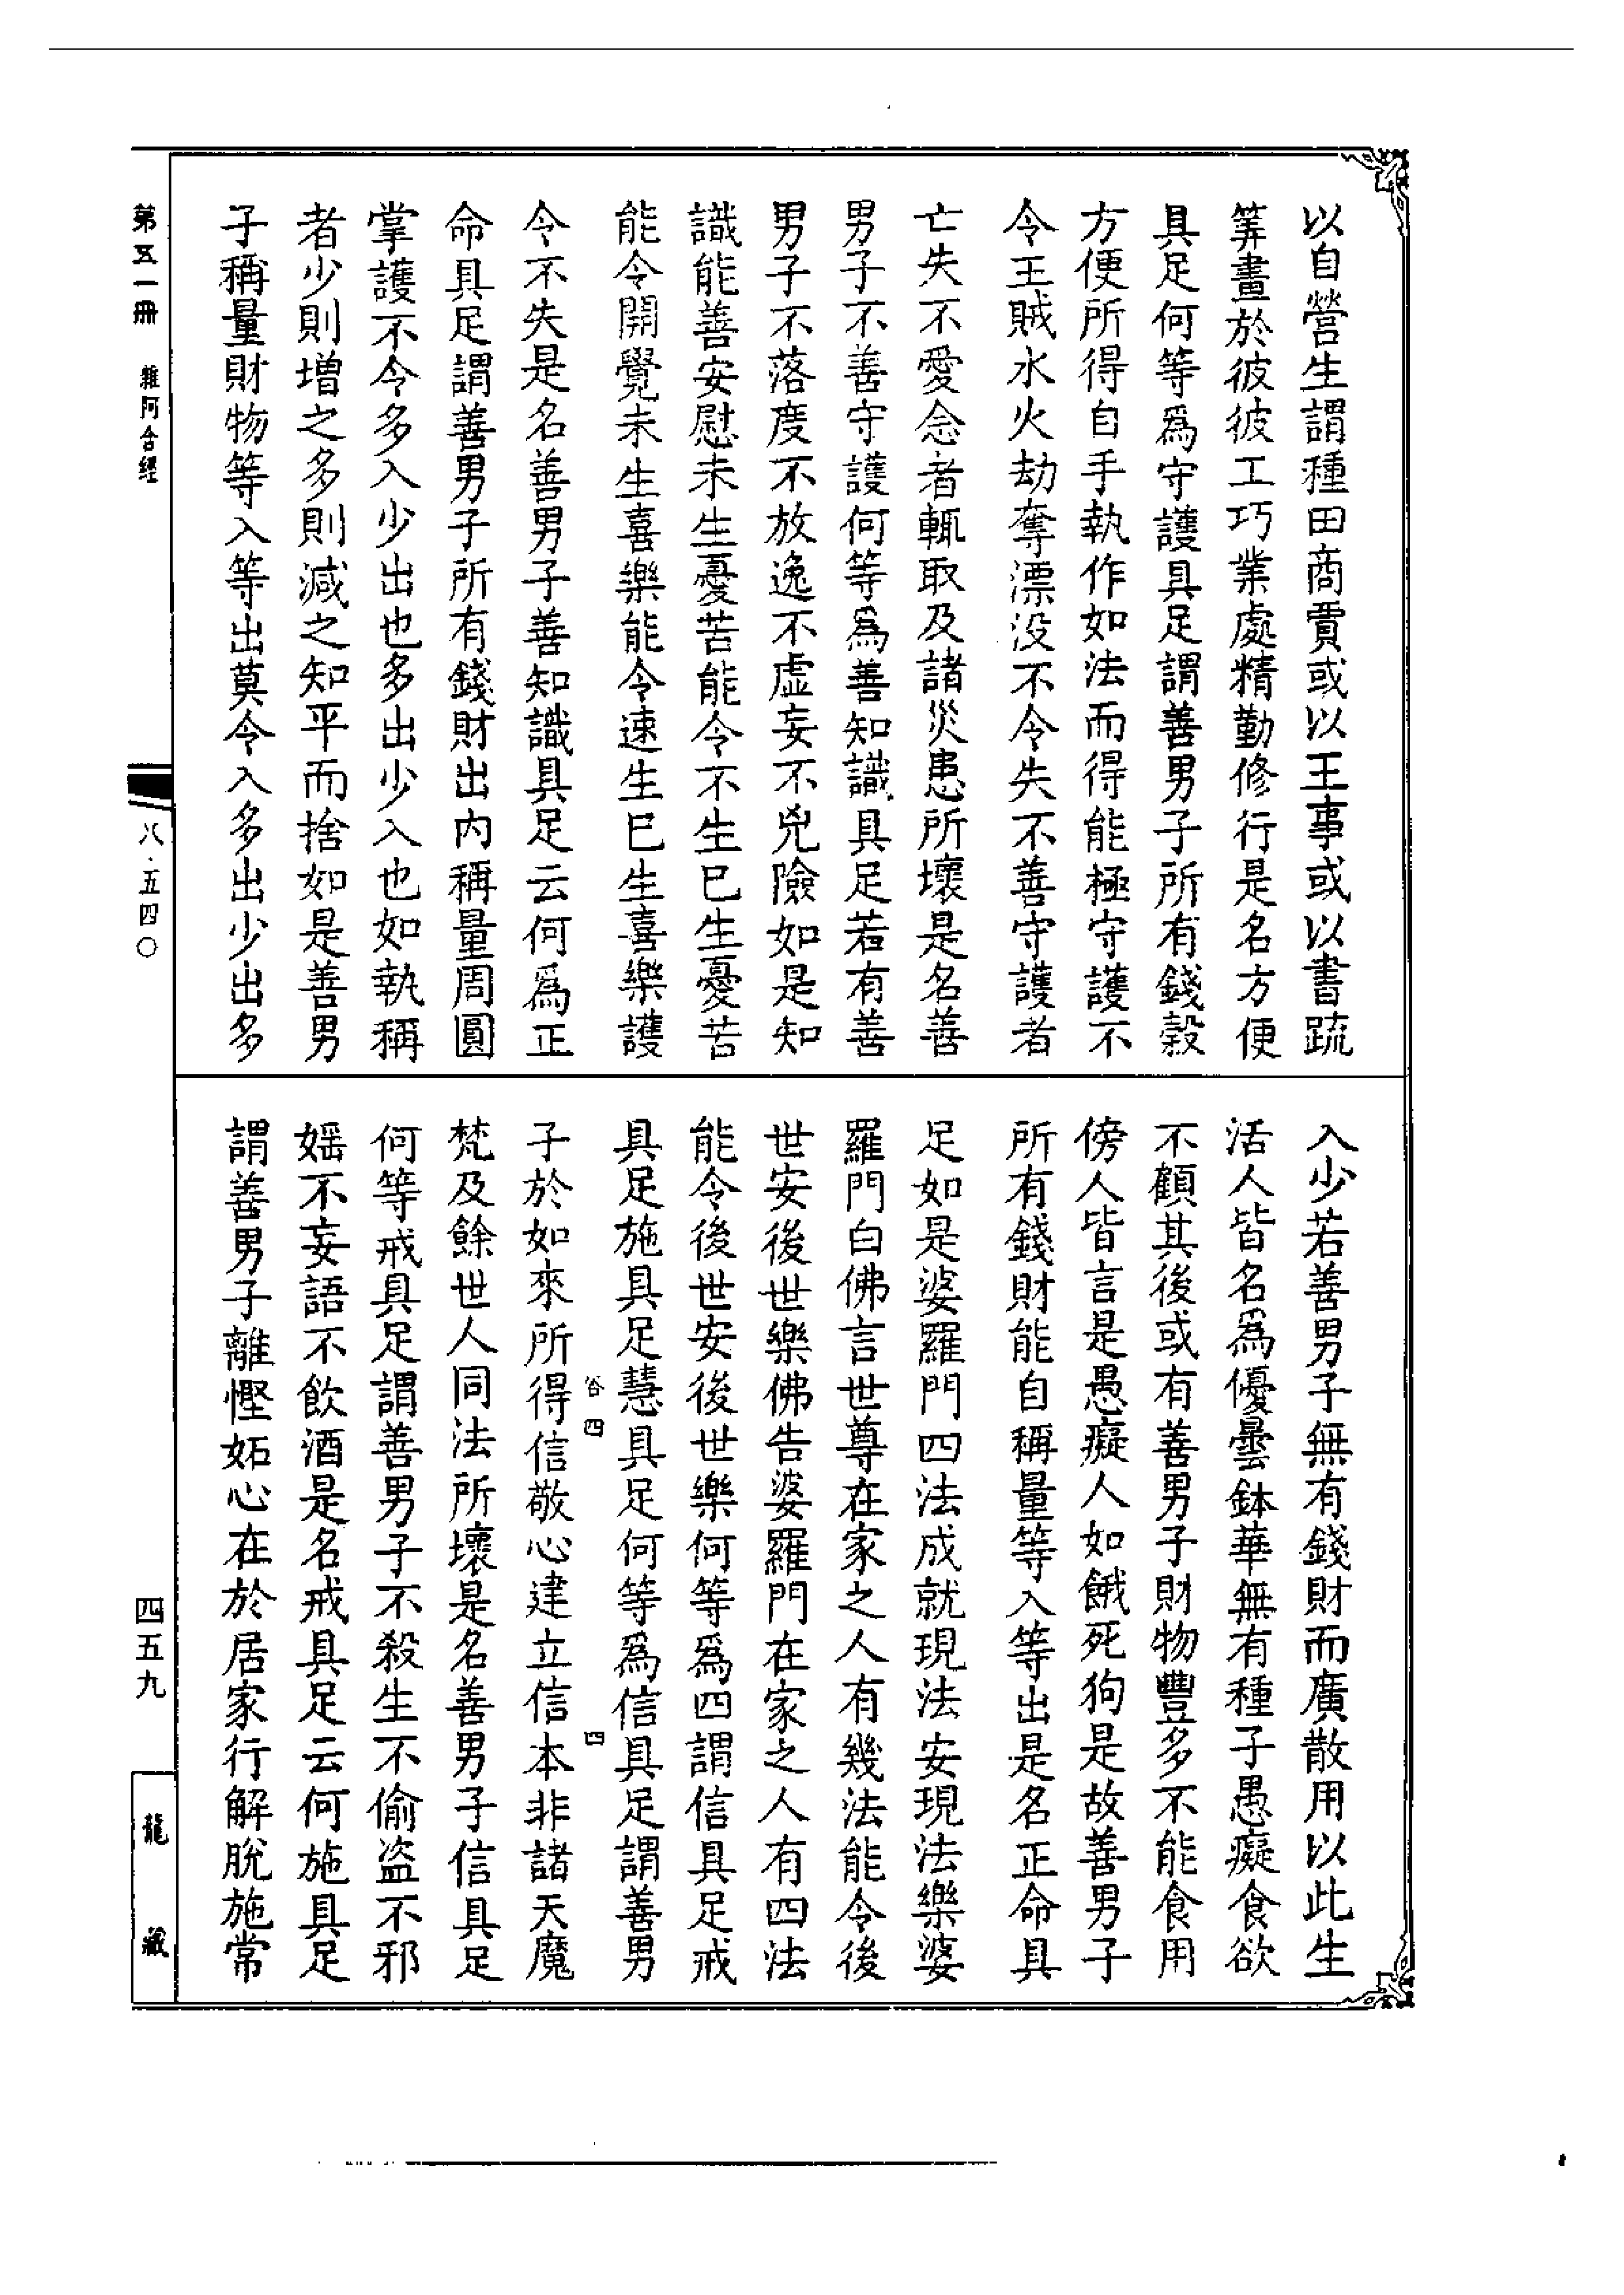 以自營生謂種田商賈或以王事或以書䟽
筭畫於彼彼工巧業處精勤修行是名方便
具足何等爲守護具足謂善男子所有錢穀
方便所得自手執作如法而得能極守護不
令王賊水火劫奪漂没不令失不善守護者
亡失不愛念者輒取及諸災患所壞是名善
男子不善守護何等爲善知識具足若有善
男子不落度不放逸不虛妄不兇險如是知
識能善安慰未生憂苦能令不生已生憂苦
能令開覺未生喜樂能令速生已生喜樂護
令不失是名善男子善知識具足云何爲正
命具足謂善男子所有錢財出内稱量周圓
掌護不令多入少出也多出少入也如執稱
者少則增之多則減之知平而捨如是善男
子稱量財物等入等出莫令入多出少出多
入少若善男子無有錢財而廣散用以此生
活人皆名爲優曇鉢華無有種子愚癡食欲
不顧其後或有善男子財物豐多不能食用
傍人皆言是愚癡人如餓死狗是故善男子
所有錢財能自稱量等入等出是名正命具
足如是婆羅門四法成就現法安現法樂婆
羅門白佛言世尊在家之人有幾法能令後
世安後世樂佛告婆羅門在家之人有四法
能令後世安後世樂何等爲四謂信具足戒
具足施具足慧具足何等爲信具足謂善男
子於如來所得信敬心建立信本非諸天魔
梵及餘世人同法所壞是名善男子信具足
何等戒具足謂善男子不殺生不偷盜不邪
婬不妄語不飲酒是名戒具足云何施具足
謂善男子離慳妬心在於居家行解脫施常
第五一冊 雜阿含經
八·五四〇
四五九
龍藏